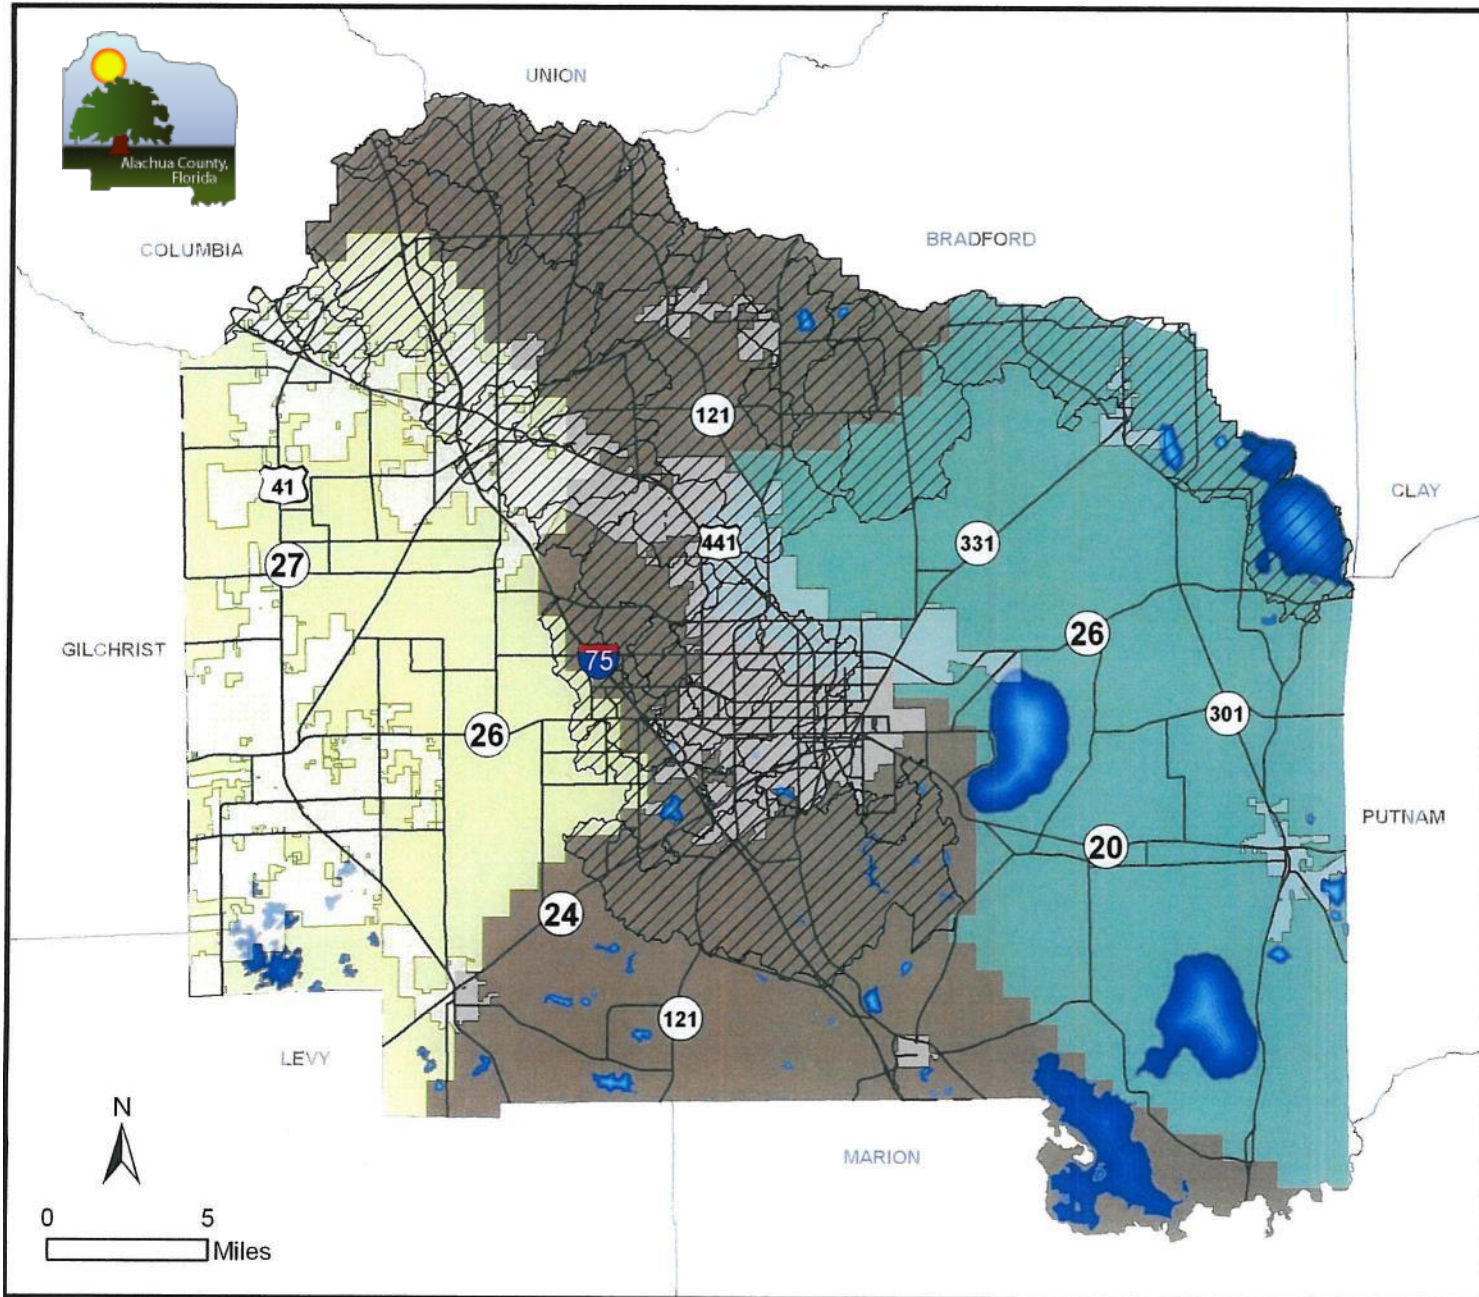 UNION
Alachua County,
Florida
COLUMBIA
BRADFORD
121
41
CLAY
441
331
27
26
GILCHRIST
75
301
26
20
PUTNAM
24
121
LEVY
N
MARION
0 5
Miles